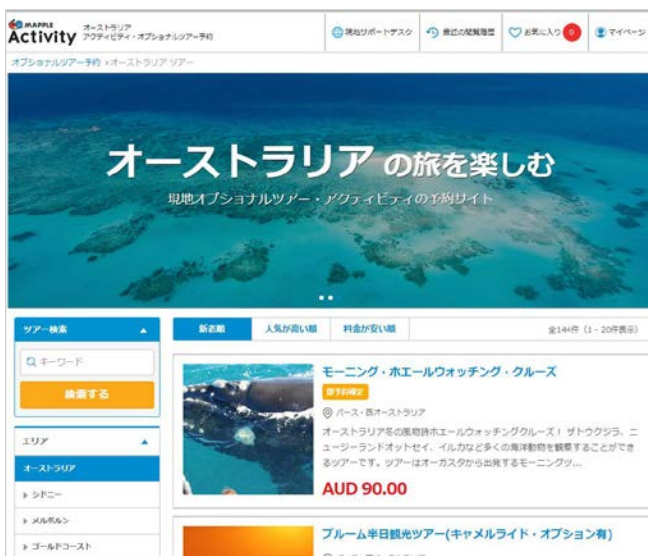 MAPPLE
Activity
オーストラリア
アクティビティ・オプショナルツアー予約
現地サポートデスク
最近の閲覧履歴
お気に入り 0
マイページ
オプショナルツアー予約 › オーストラリア ツアー
オーストラリア の旅を楽しむ
現地オプショナルツアー・アクティビティの予約サイト
ツアー検索
キーワード
検索する
エリア
オーストラリア
シドニー
メルボルン
ゴールドコースト
新着順 人気が高い順 料金が安い順 全144件（1 - 20件表示）
モーニング・ホエールウォッチング・クルーズ
即予約確定
パース・西オーストラリア
オーストラリア冬の風物詩ホエールウォッチングクルーズ！ ザトウクジラ、ニ
ュージーランドオットセイ、イルカなど多くの海洋動物を観察することができ
るツアーです。ツアーはオーガスタから出発するモーニングツ...
AUD 90.00
ブルーム半日観光ツアー(キャメルライド・オプション有)